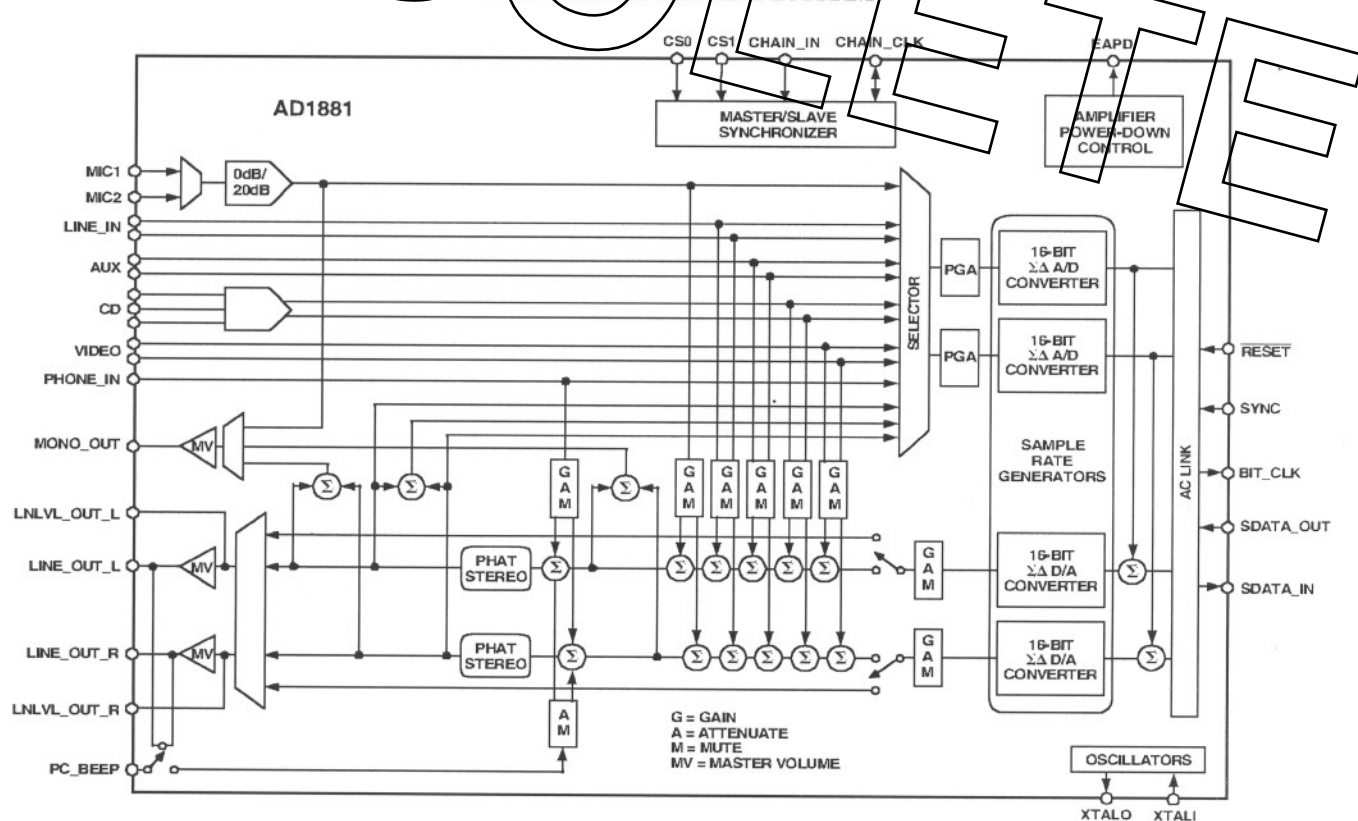 OLETE
CS0 CS1 CHAIN_IN CHAIN_CLK
EAPD
AD1881
MASTER/SLAVE
SYNCHRONIZER
AMPLIFIER
POWER-DOWN
CONTROL
MIC1
MIC2
0dB/
20dB
LINE_IN
AUX
CD
VIDEO
PHONE_IN
SELECTOR
PGA
PGA
16-BIT
ΣΔ A/D
CONVERTER
16-BIT
ΣΔ A/D
CONVERTER
SAMPLE
RATE
GENERATORS
AC LINK
RESET
SYNC
BIT_CLK
SDATA_OUT
SDATA_IN
MONO_OUT
MV
Σ
Σ
Σ
G
A
M
G
A
M
G
A
M
G
A
M
G
A
M
G
A
M
LNLVL_OUT_L
LINE_OUT_L
MV
PHAT
STEREO
Σ
Σ
Σ
Σ
Σ
Σ
G
A
M
16-BIT
ΣΔ D/A
CONVERTER
Σ
LINE_OUT_R
MV
PHAT
STEREO
Σ
Σ
Σ
Σ
Σ
Σ
G
A
M
16-BIT
ΣΔ D/A
CONVERTER
Σ
LNLVL_OUT_R
A
M
PC_BEEP
G = GAIN
A = ATTENUATE
M = MUTE
MV = MASTER VOLUME
OSCILLATORS
XTALO XTALI